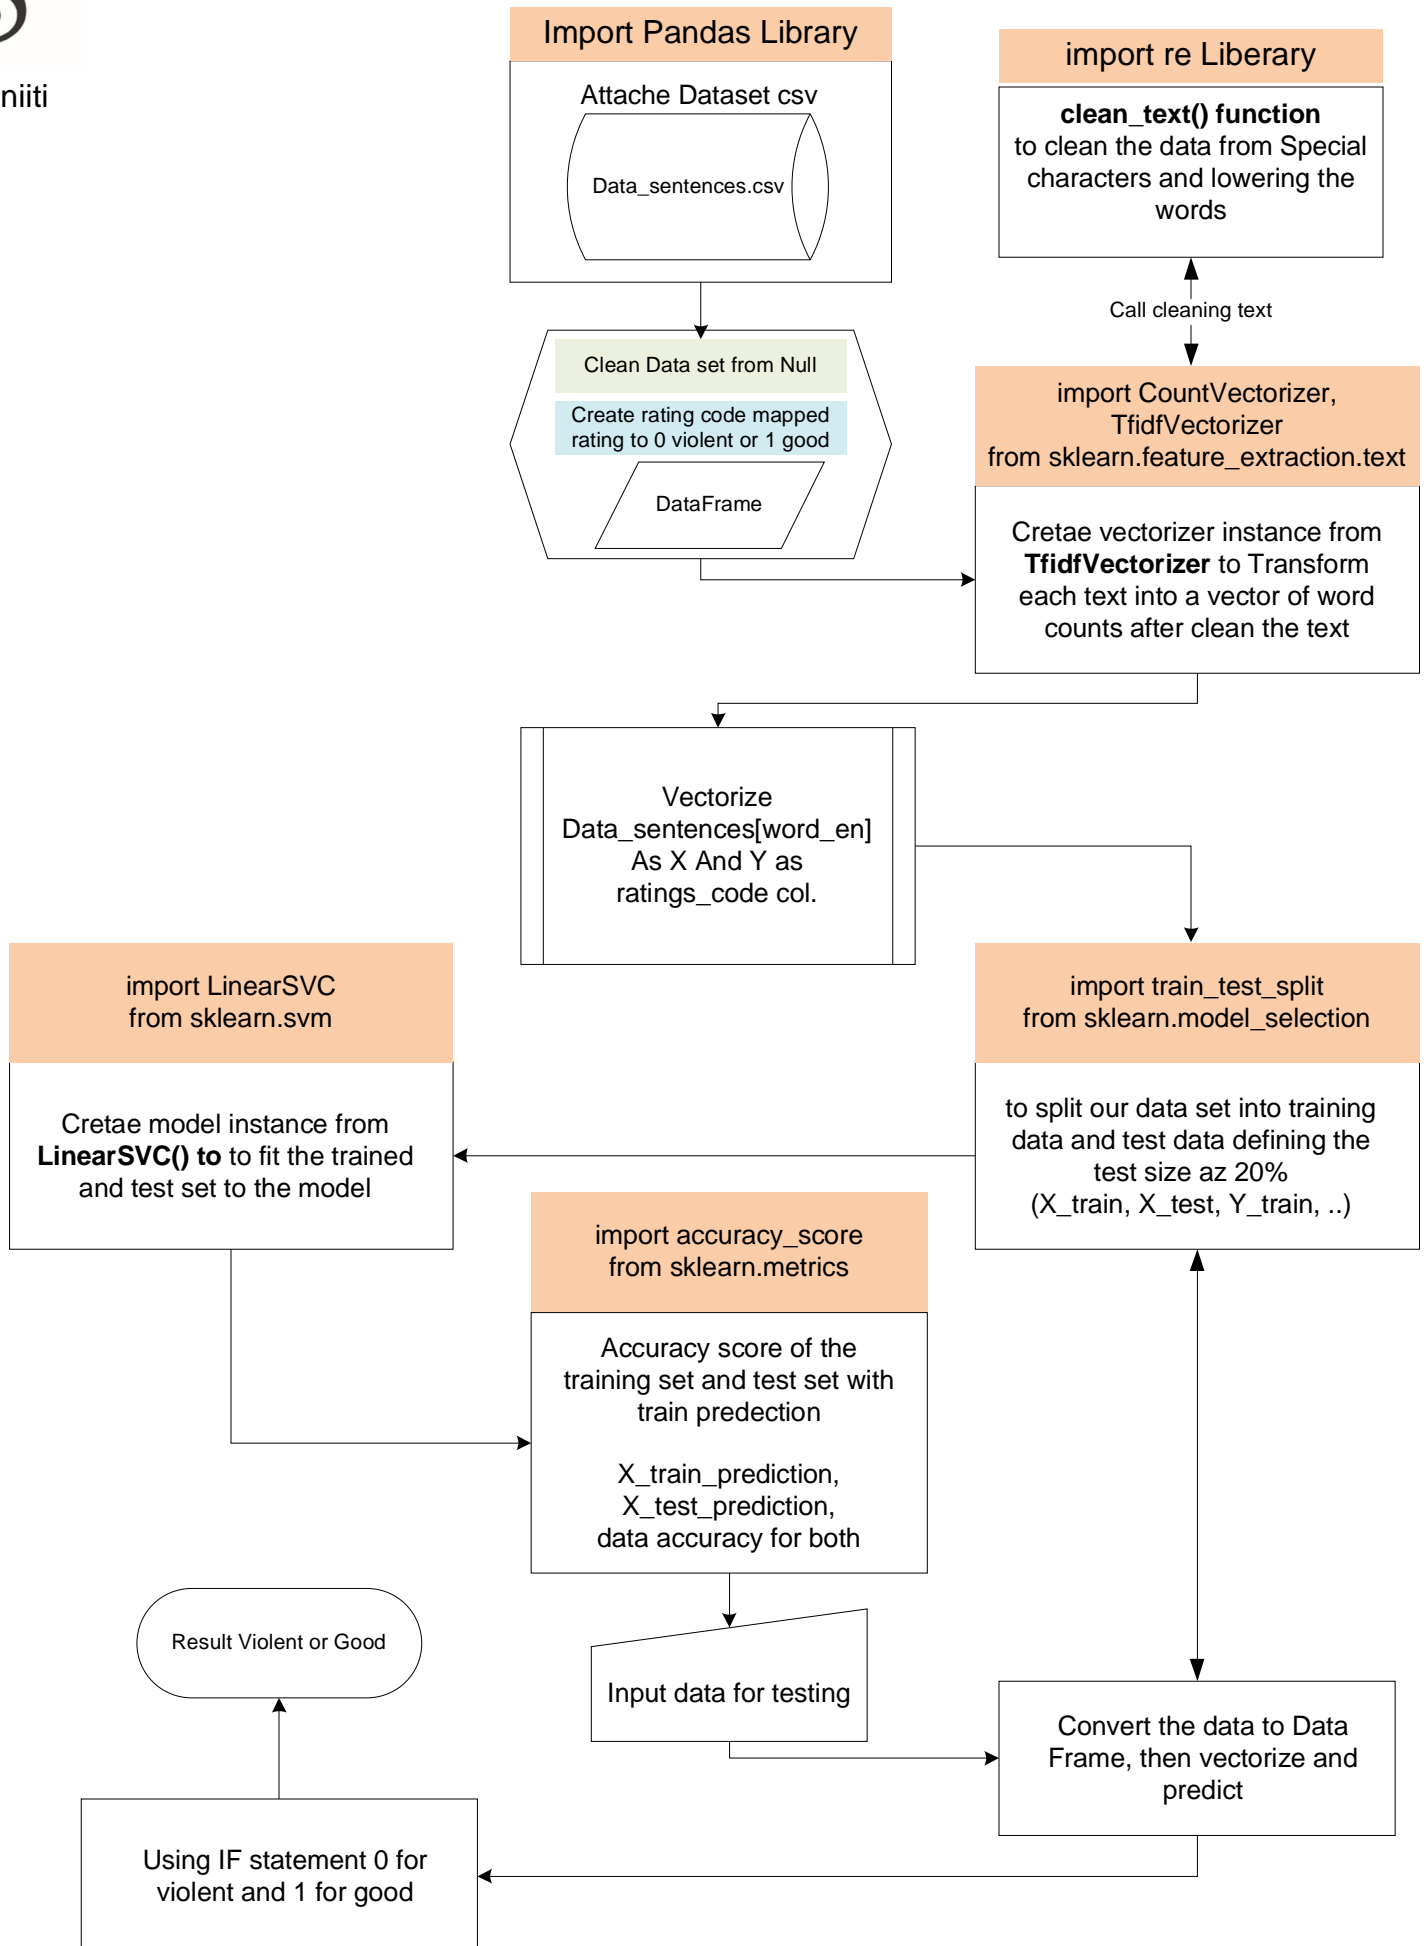 niiti
Import Pandas Library
Attache Dataset csv
Data_sentences.csv
import re Liberary
clean_text() function
to clean the data from Special
characters and lowering the
words
Call cleaning text
Clean Data set from Null
Create rating code mapped
rating to 0 violent or 1 good
DataFrame
import CountVectorizer,
TfidfVectorizer
from sklearn.feature_extraction.text
Cretae vectorizer instance from
TfidfVectorizer to Transform
each text into a vector of word
counts after clean the text
Vectorize
Data_sentences[word_en]
As X And Y as
ratings_code col.
import train_test_split
from sklearn.model_selection
to split our data set into training
data and test data defining the
test size az 20%
(X_train, X_test, Y_train, ..)
import LinearSVC
from sklearn.svm
Cretae model instance from
LinearSVC() to to fit the trained
and test set to the model
import accuracy_score
from sklearn.metrics
Accuracy score of the
training set and test set with
train predection
X_train_prediction,
X_test_prediction,
data accuracy for both
Input data for testing
Convert the data to Data
Frame, then vectorize and
predict
Using IF statement 0 for
violent and 1 for good
Result Violent or Good